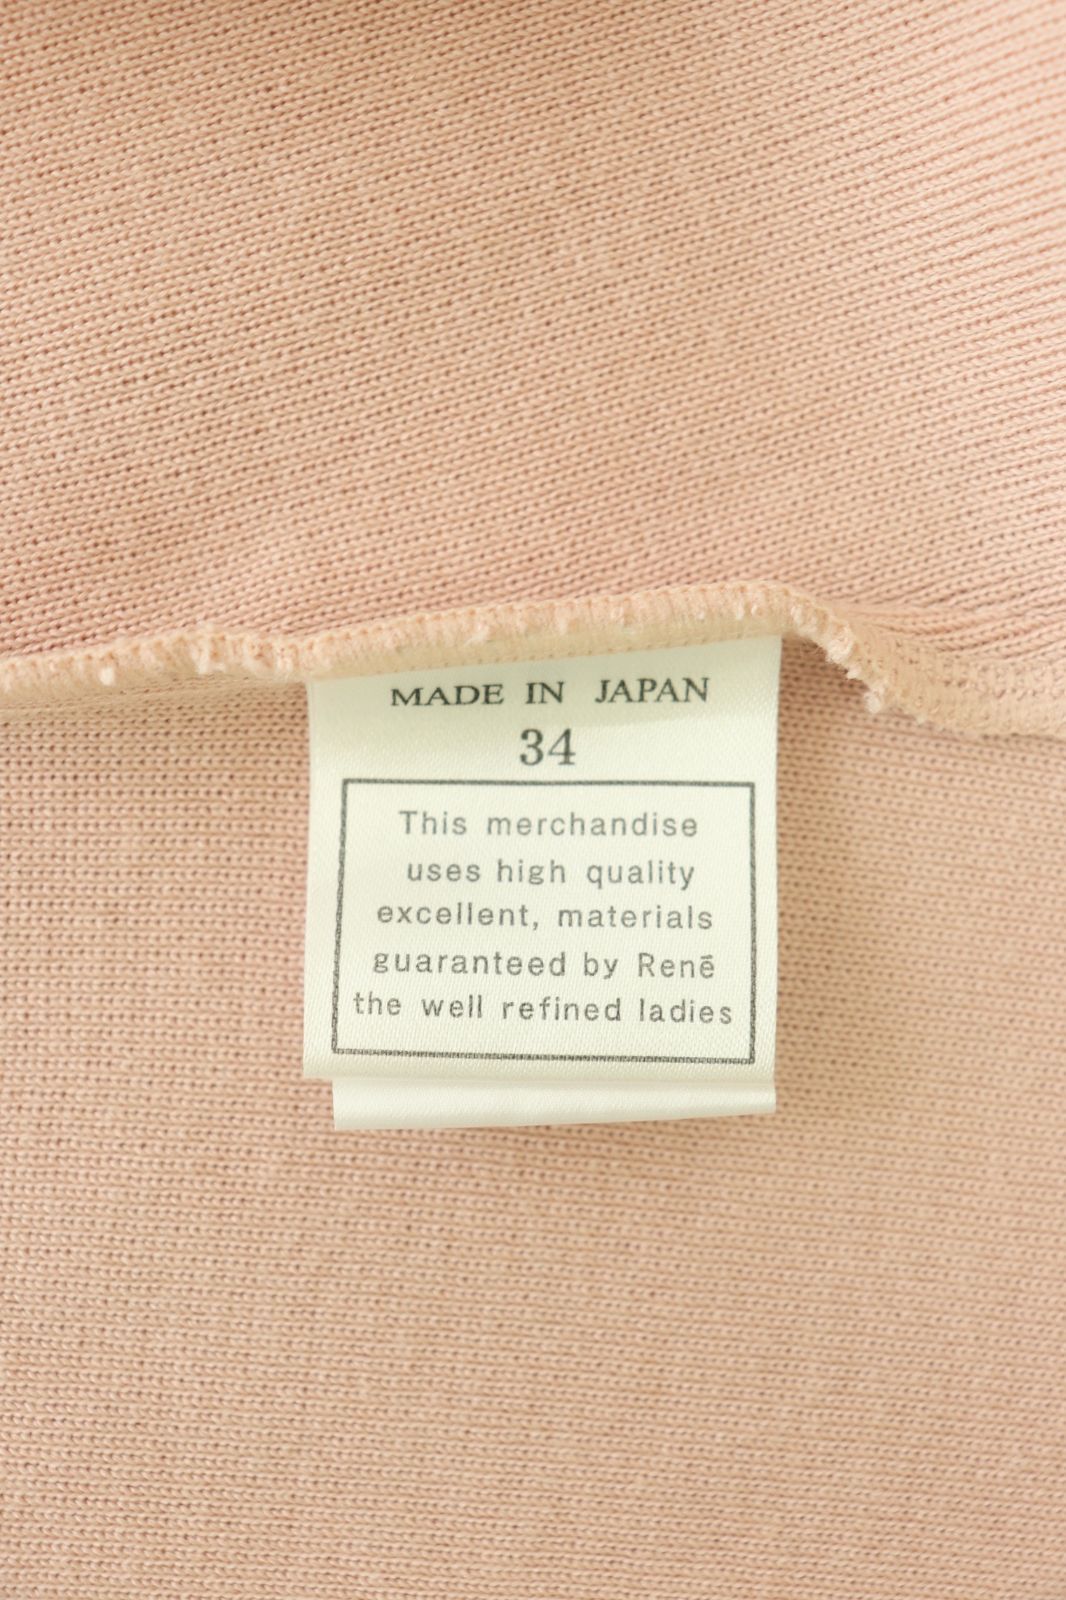 MADE IN JAPAN
34
This merchandise
uses high quality
excellent, materials
guaranteed by Renē
the well refined ladies